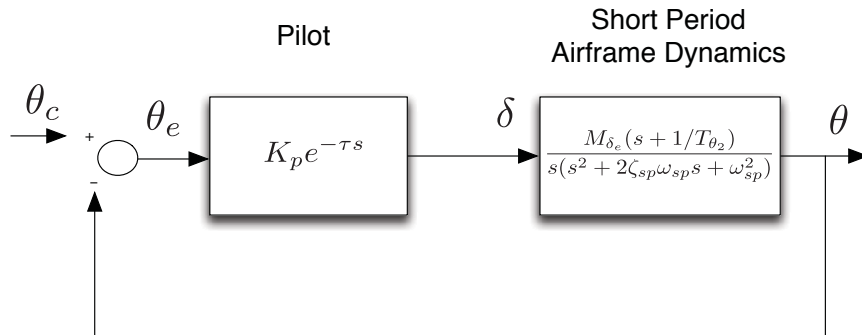 Pilot
Short Period
Airframe Dynamics
θ_c
+
−
θ_e
K_p e^{−τs}
δ
M_{δ_e}(s + 1/T_{θ_2})
s(s^2 + 2ζ_{sp}ω_{sp}s + ω_{sp}^2)
θ